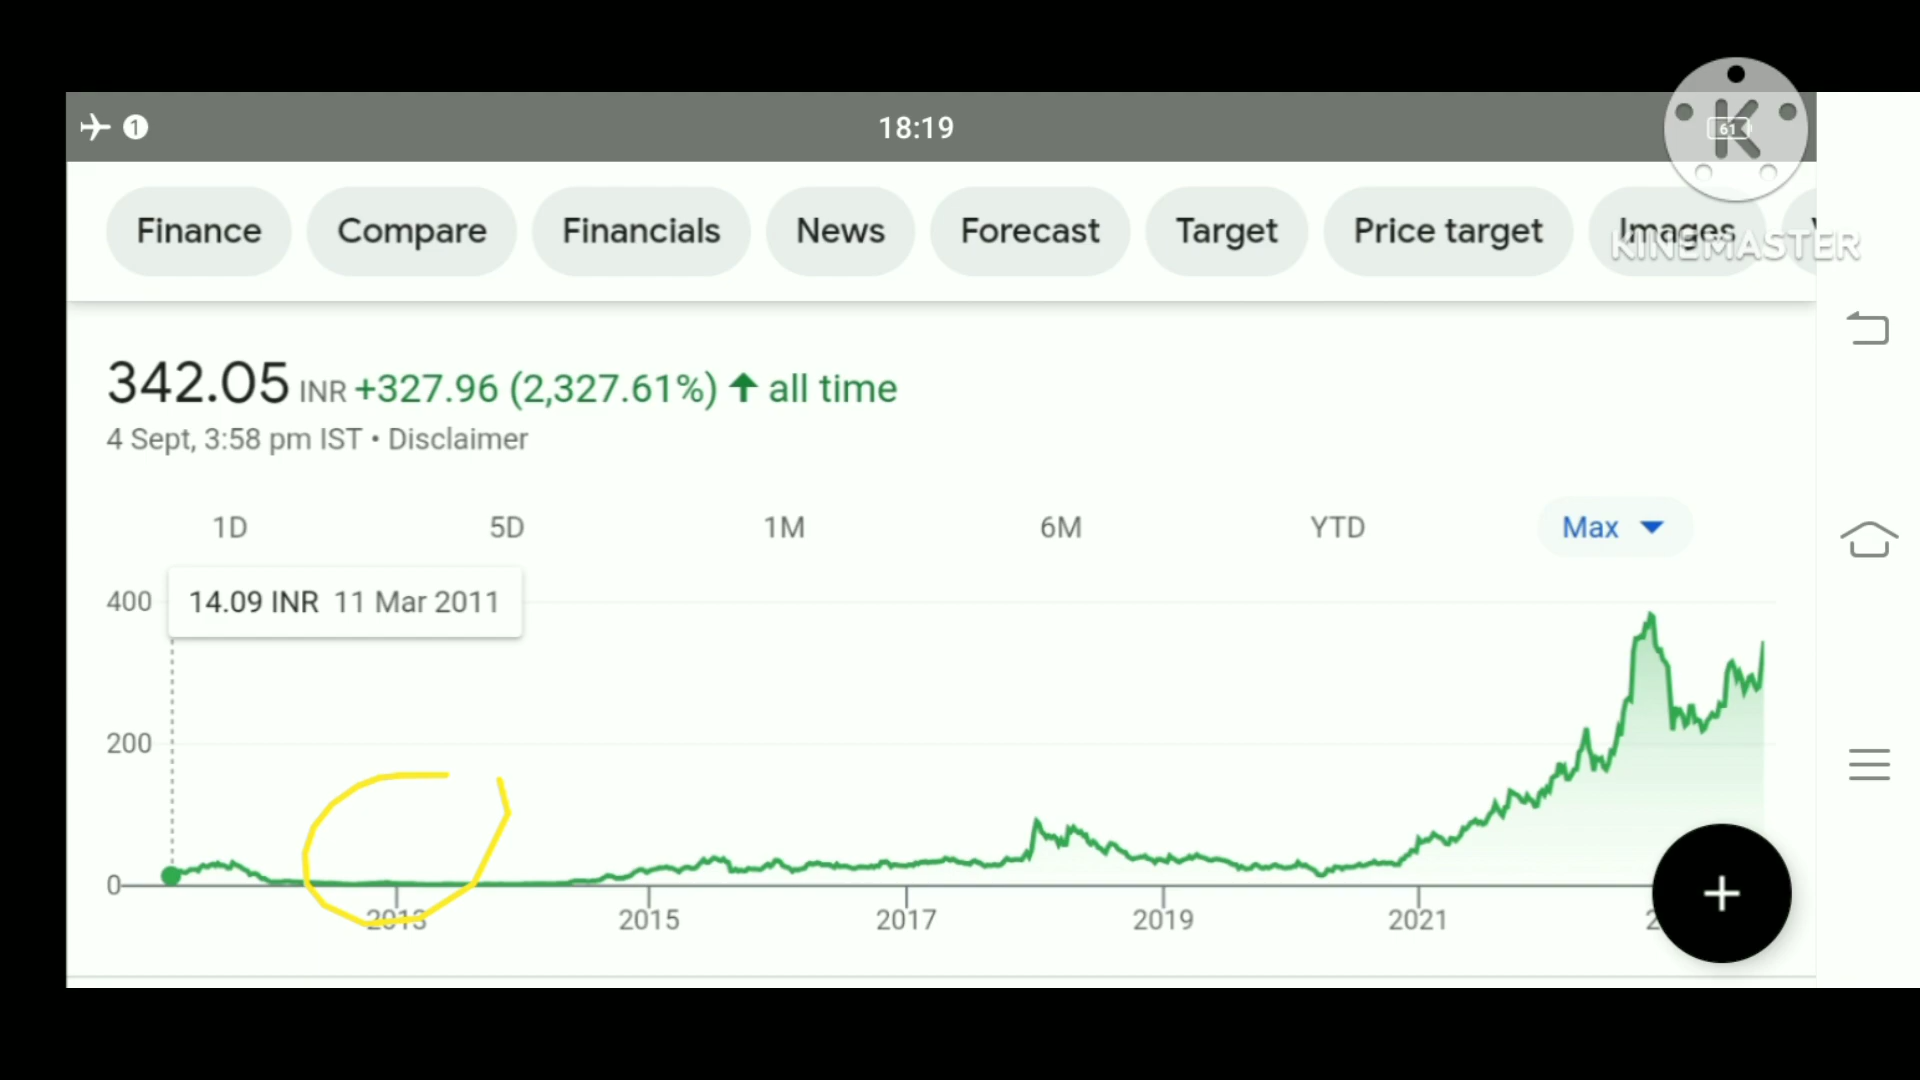 18:19
61
Finance Compare Financials News Forecast Target Price target Images
KINEMASTER
342.05 INR +327.96 (2,327.61%) ↑ all time
4 Sept, 3:58 pm IST • Disclaimer
1D 5D 1M 6M YTD Max
14.09 INR 11 Mar 2011
400
200
0
2013 2015 2017 2019 2021